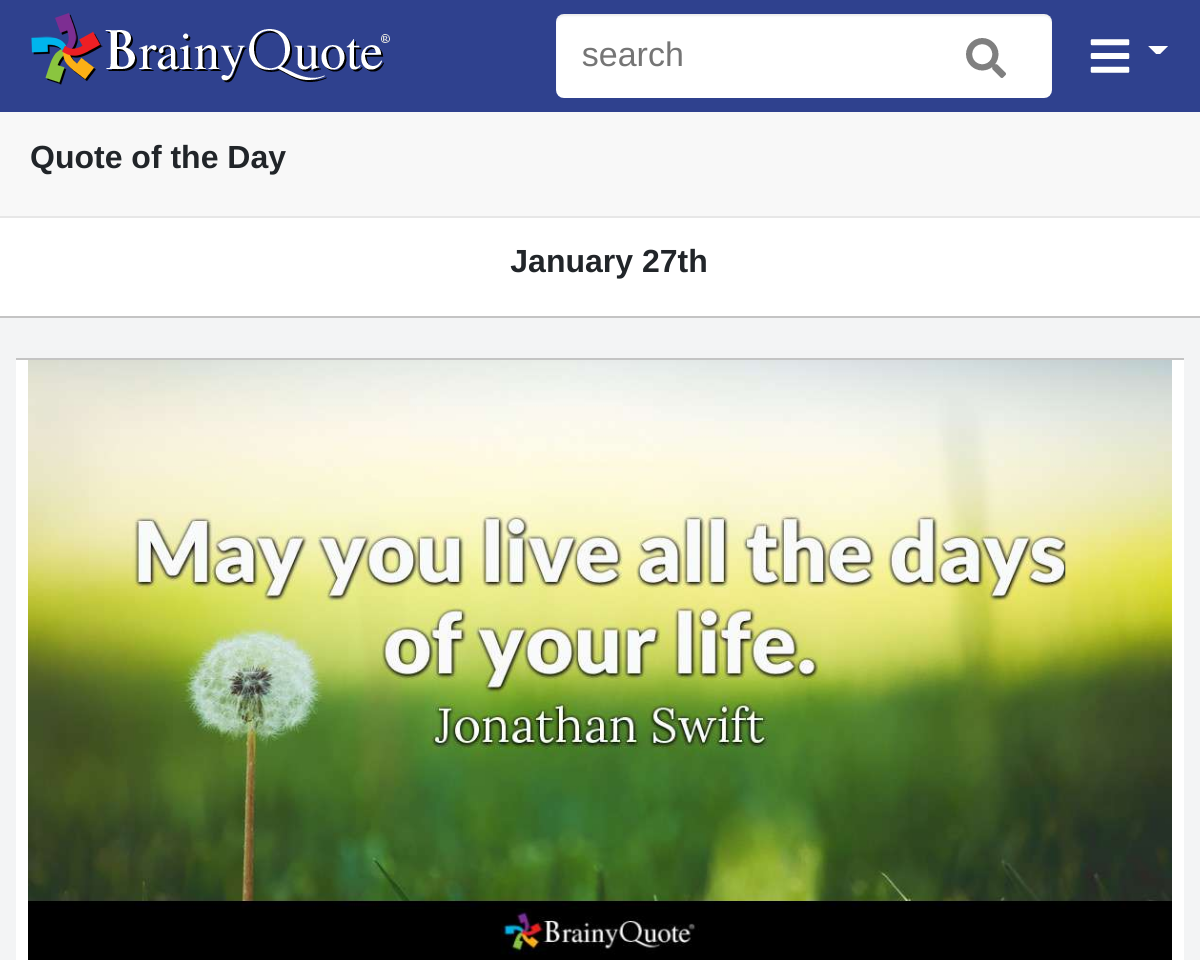 BrainyQuote®
search
Quote of the Day
January 27th
May you live all the days
of your life.
Jonathan Swift
BrainyQuote®